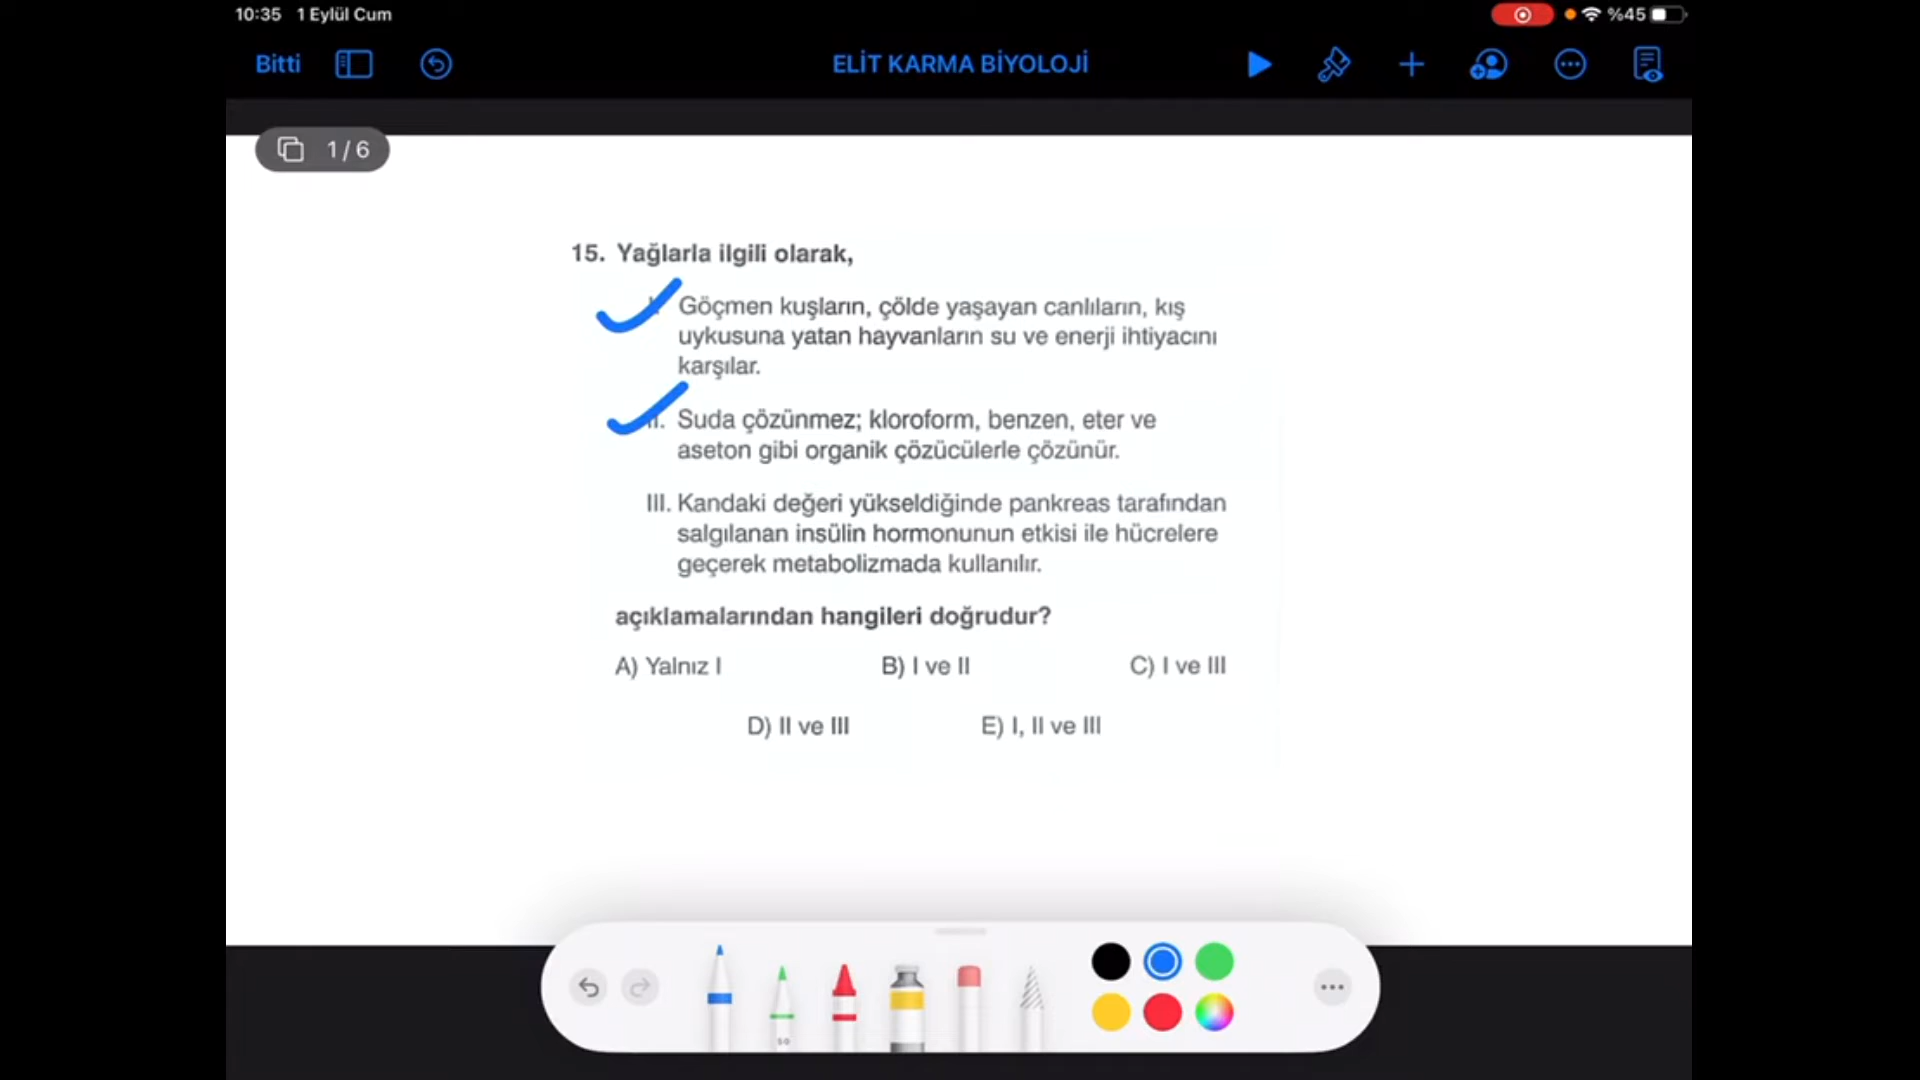 10:35 1 Eylül Cum
%45
Bitti
ELİT KARMA BİYOLOJİ
1 / 6
15. Yağlarla ilgili olarak,
I. Göçmen kuşların, çölde yaşayan canlıların, kış
uykusuna yatan hayvanların su ve enerji ihtiyacını
karşılar.
II. Suda çözünmez; kloroform, benzen, eter ve
aseton gibi organik çözücülerle çözünür.
III. Kandaki değeri yükseldiğinde pankreas tarafından
salgılanan insülin hormonunun etkisi ile hücrelere
geçerek metabolizmada kullanılır.
açıklamalarından hangileri doğrudur?
A) Yalnız I B) I ve II C) I ve III
D) II ve III E) I, II ve III